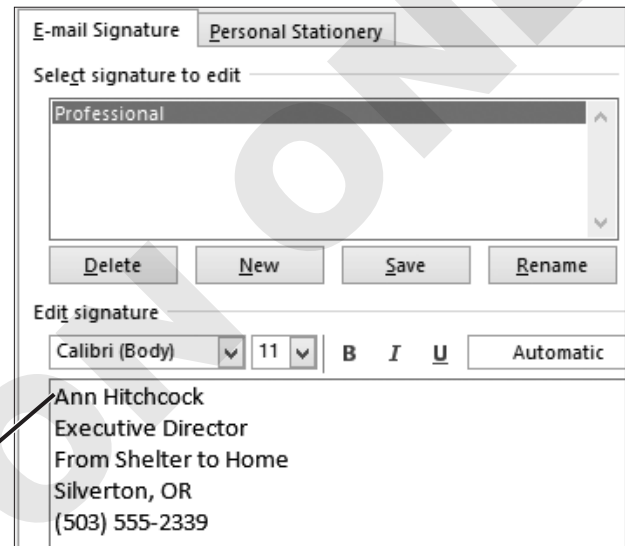 E-mail Signature Personal Stationery
Select signature to edit
Professional
Delete New Save Rename
Edit signature
Calibri (Body) 11 B I U Automatic
Ann Hitchcock
Executive Director
From Shelter to Home
Silverton, OR
(503) 555-2339